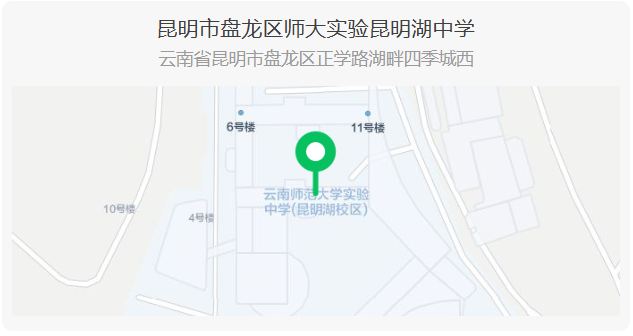 昆明市盘龙区师大实验昆明湖中学
云南省昆明市盘龙区正学路湖畔四季城西
6号楼
11号楼
云南师范大学实验
中学(昆明湖校区)
10号楼
4号楼